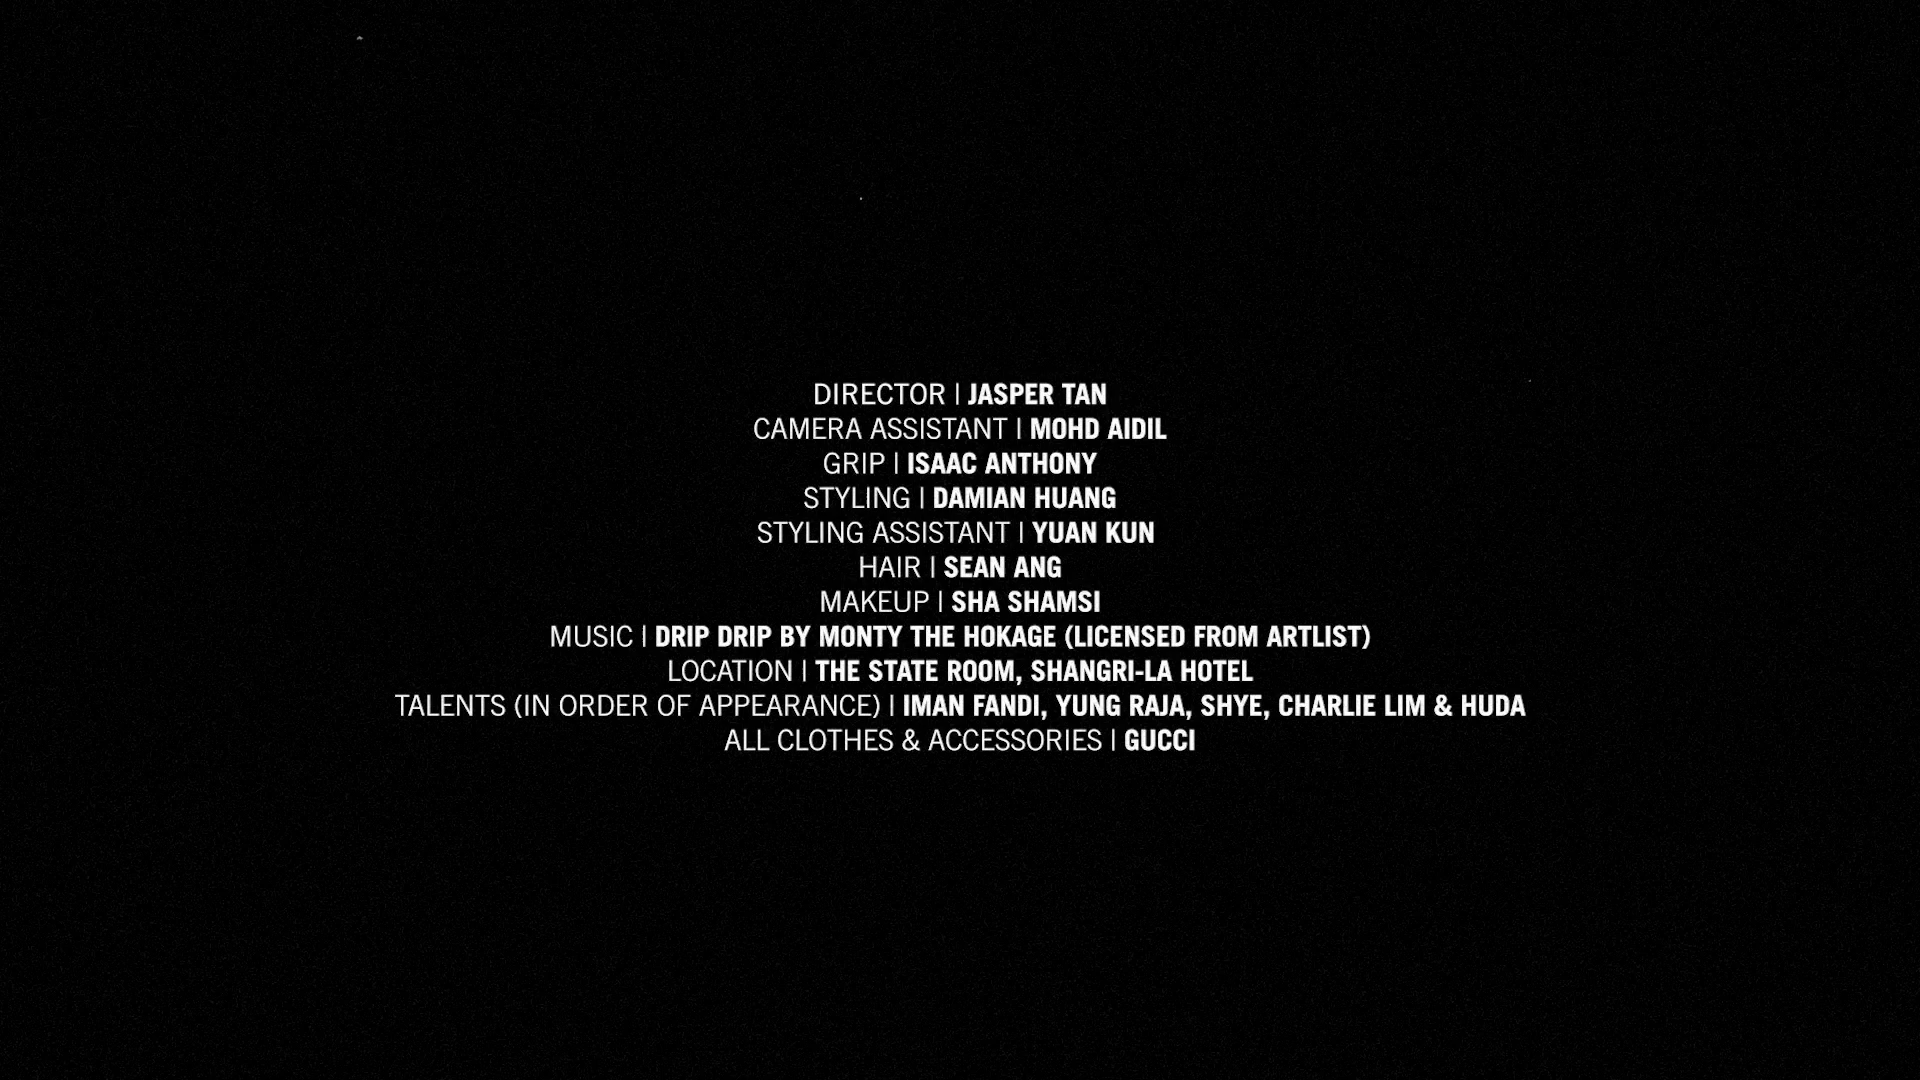 DIRECTOR | JASPER TAN
CAMERA ASSISTANT | MOHD AIDIL
GRIP | ISAAC ANTHONY
STYLING | DAMIAN HUANG
STYLING ASSISTANT | YUAN KUN
HAIR | SEAN ANG
MAKEUP | SHA SHAMSI
MUSIC | DRIP DRIP BY MONTY THE HOKAGE (LICENSED FROM ARTLIST)
LOCATION | THE STATE ROOM, SHANGRI-LA HOTEL
TALENTS (IN ORDER OF APPEARANCE) | IMAN FANDI, YUNG RAJA, SHYE, CHARLIE LIM & HUDA
ALL CLOTHES & ACCESSORIES | GUCCI